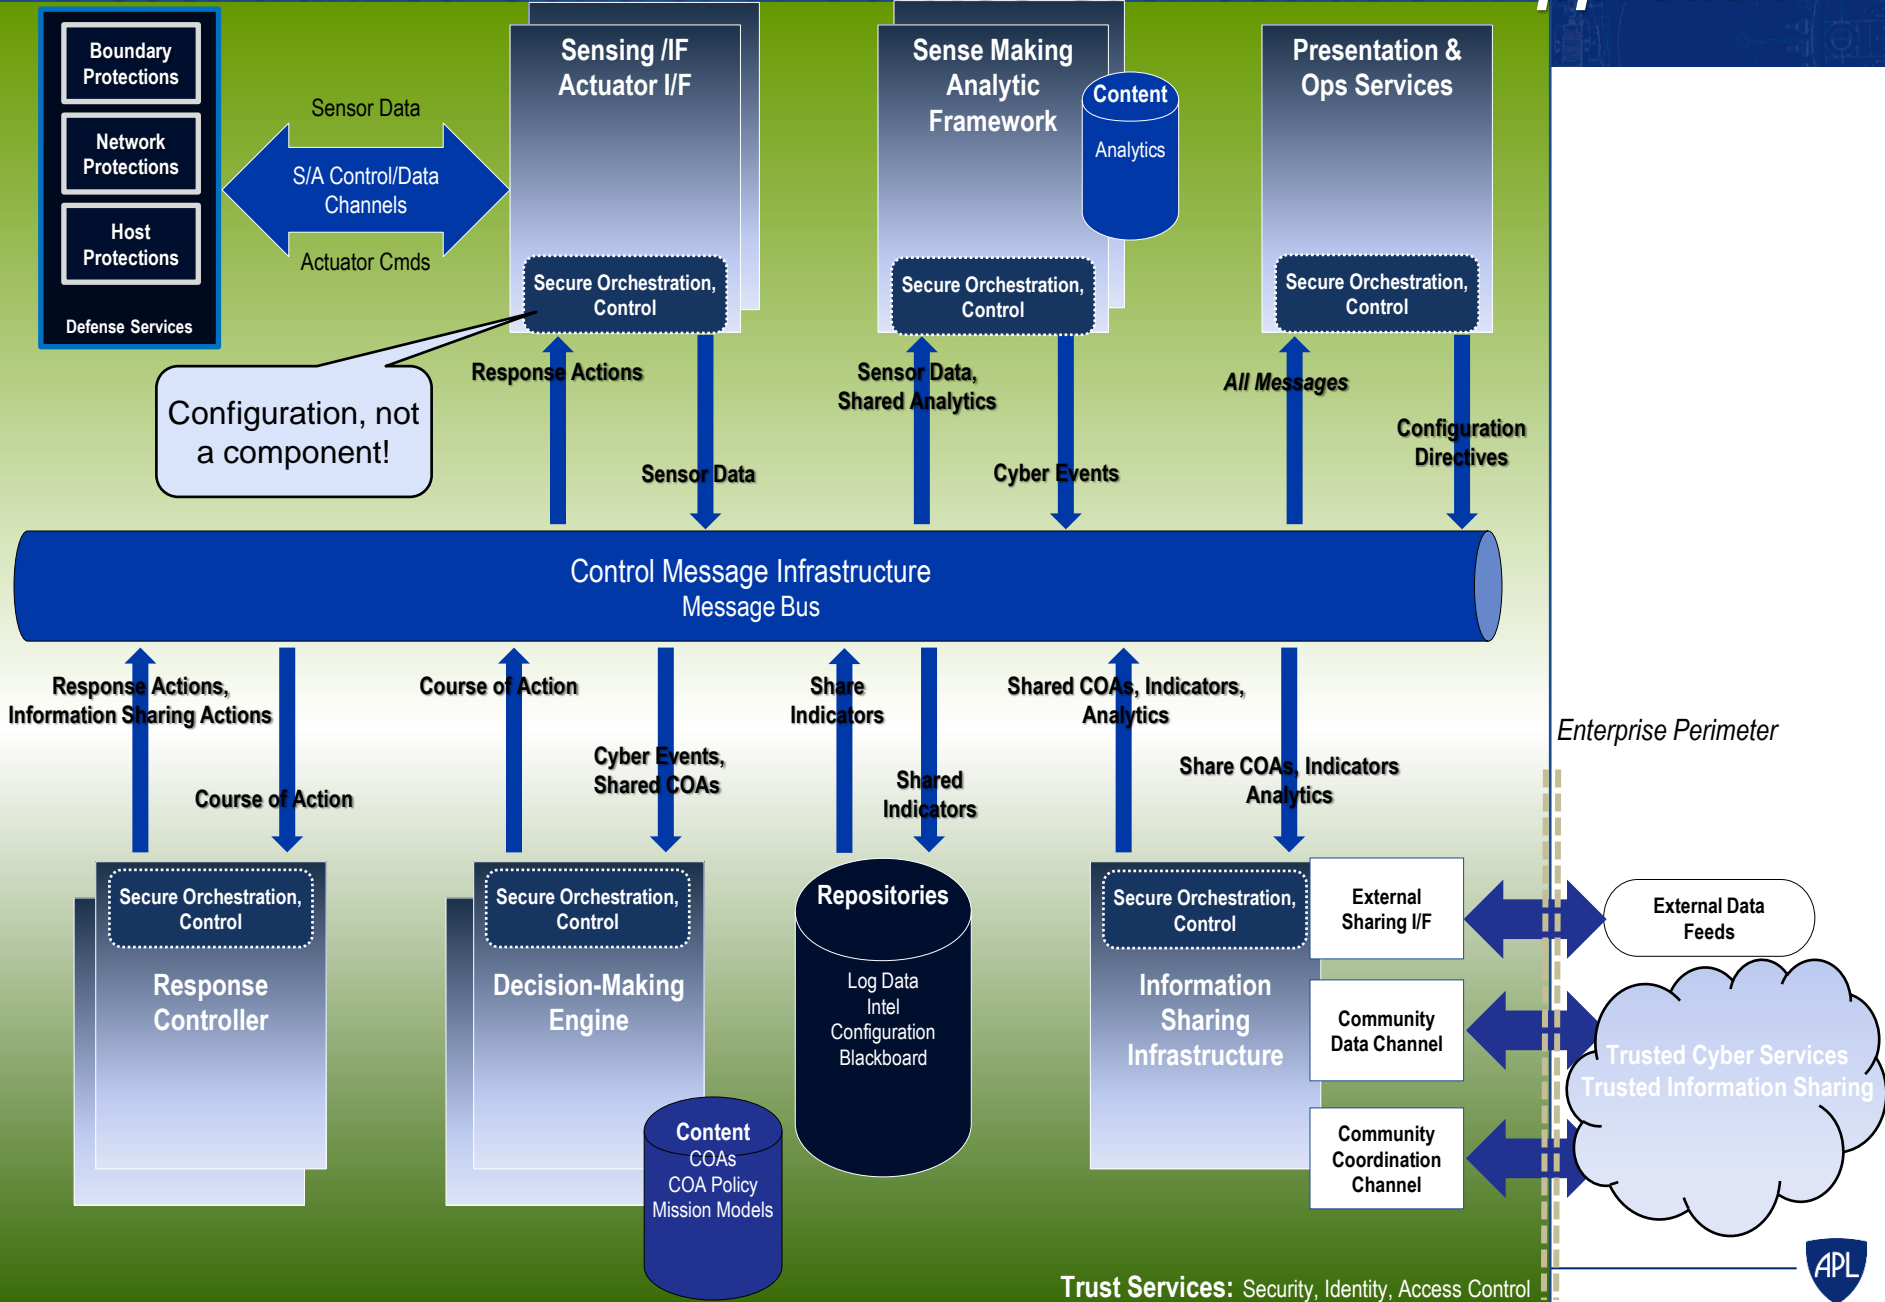 Boundary
Protections
Network
Protections
Host
Protections
Defense Services
Sensor Data
S/A Control/Data
Channels
Actuator Cmds
Sensing /IF
Actuator I/F
Secure Orchestration,
Control
Sense Making
Analytic
Framework
Content
Analytics
Secure Orchestration,
Control
Presentation &
Ops Services
Secure Orchestration,
Control
Configuration, not
a component!
Response Actions
Sensor Data
Sensor Data,
Shared Analytics
Cyber Events
All Messages
Configuration
Directives
Control Message Infrastructure
Message Bus
Response Actions,
Information Sharing Actions
Course of Action
Course of Action
Cyber Events,
Shared COAs
Share
Indicators
Shared
Indicators
Shared COAs, Indicators,
Analytics
Share COAs, Indicators
Analytics
Enterprise Perimeter
Secure Orchestration,
Control
Response
Controller
Secure Orchestration,
Control
Decision-Making
Engine
Content
COAs
COA Policy
Mission Models
Repositories
Log Data
Intel
Configuration
Blackboard
Secure Orchestration,
Control
Information
Sharing
Infrastructure
External
Sharing I/F
Community
Data Channel
Community
Coordination
Channel
External Data
Feeds
Trusted Cyber Services
Trusted Information Sharing
Trust Services: Security, Identity, Access Control
APL